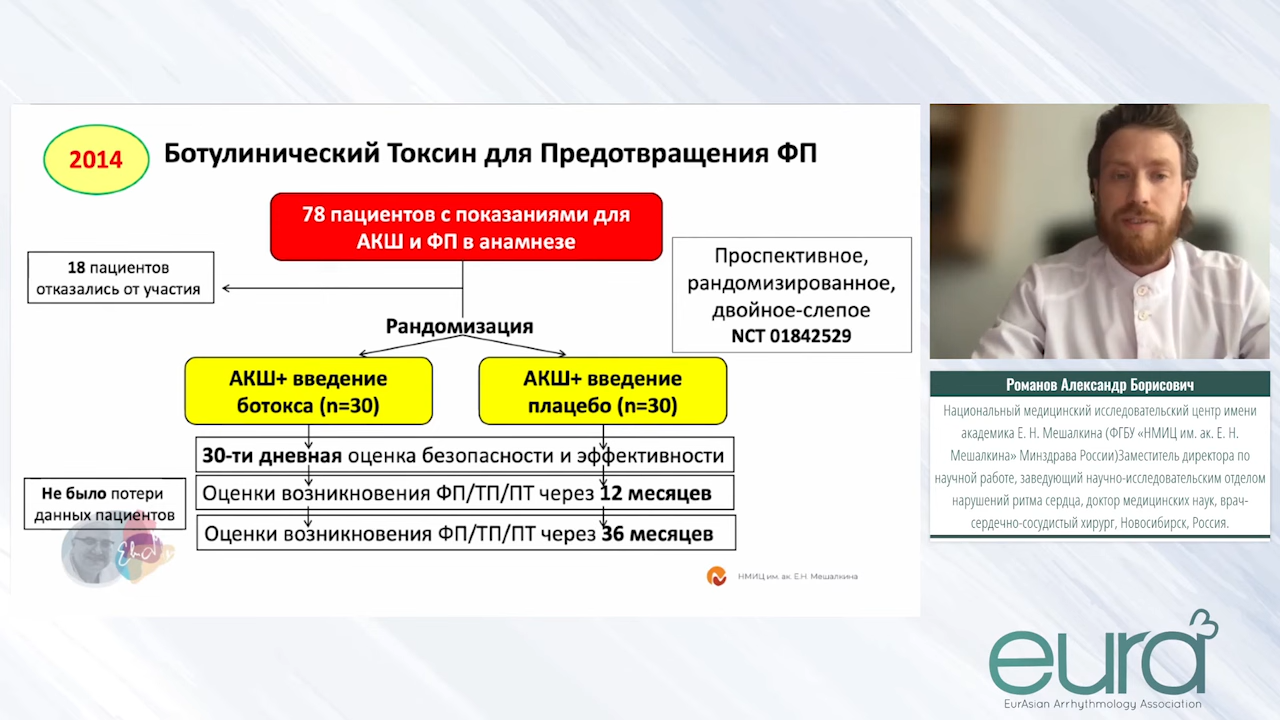 2014
Ботулинический Токсин для Предотвращения ФП
78 пациентов с показаниями для
АКШ и ФП в анамнезе
18 пациентов
отказались от участия
Проспективное,
рандомизированное,
двойное-слепое
NCT 01842529
Рандомизация
АКШ+ введение
ботокса (n=30)
АКШ+ введение
плацебо (n=30)
30-ти дневная оценка безопасности и эффективности
Не было потери
данных пациентов
Оценки возникновения ФП/ТП/ПТ через 12 месяцев
Оценки возникновения ФП/ТП/ПТ через 36 месяцев
НМИЦ им. ак. Е.Н. Мешалкина
Романов Александр Борисович
Национальный медицинский исследовательский центр имени
академика Е. Н. Мешалкина (ФГБУ «НМИЦ им. ак. Е. Н.
Мешалкина» Минздрава России)Заместитель директора по
научной работе, заведующий научно-исследовательским отделом
нарушений ритма сердца, доктор медицинских наук, врач-
сердечно-сосудистый хирург, Новосибирск, Россия.
eura
EurAsian Arrhythmology Association